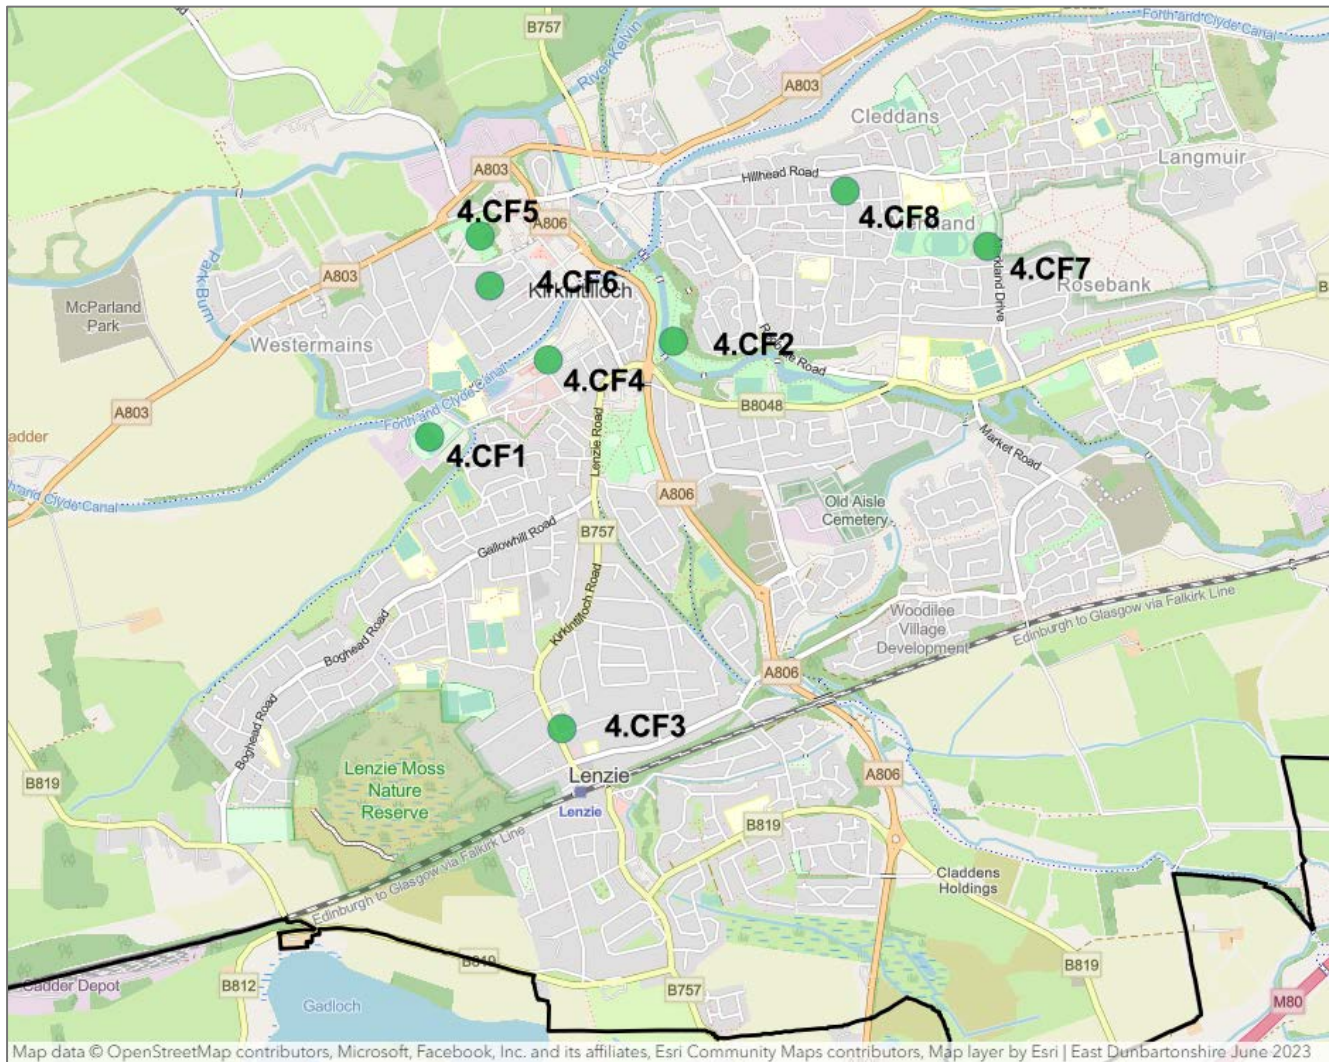 B757
Forth and Clyde Canal
River Kelvin
A803
Cleddans
Langmuir
A803
Hillhead Road
4.CF5
A806
4.CF8
4.CF7
Rosebank
A803
4.CF6
Kirkintilloch
Park Burn
McParland
Park
Westermains
4.CF2
4.CF4
B8048
A803
Forth and Clyde Canal
4.CF1
Lenzie Road
Market Road
A806
Old Aisle
Cemetery
Gallowhill Road
B757
Kirkintilloch Road
Woodilee
Village
Development
Edinburgh to Glasgow via Falkirk Line
Boghead Road
A806
Boghead Road
4.CF3
Lenzie Moss
Nature
Reserve
Lenzie
Lenzie
A806
B819
B819
Claddens
Holdings
Edinburgh to Glasgow via Falkirk Line
B819
B819
Cadder Depot
B812
Gadloch
B757
M80
Map data © OpenStreetMap contributors, Microsoft, Facebook, Inc. and its affiliates, Esri Community Maps contributors, Map layer by Esri | East Dunbartonshire June 2023